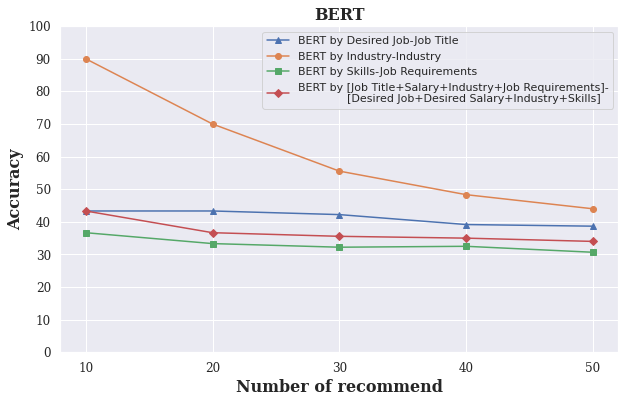 BERT
100
90
80
70
60
50
40
30
20
10
0
Accuracy
BERT by Desired Job-Job Title
BERT by Industry-Industry
BERT by Skills-Job Requirements
BERT by [Job Title+Salary+Industry+Job Requirements]-
[Desired Job+Desired Salary+Industry+Skills]
10 20 30 40 50
Number of recommend